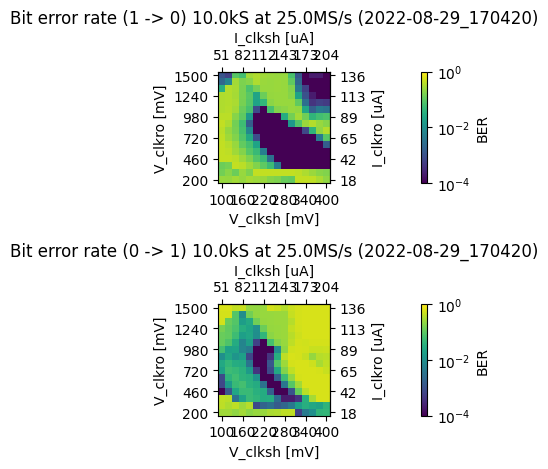 Bit error rate (1 -> 0) 10.0kS at 25.0MS/s (2022-08-29_170420)
I_clksh [uA]
51 82 112 143 173 204
1500 136
1240 113
980 89
720 65
460 42
200 18
V_clkro [mV]
I_clkro [uA]
100 160 220 280 340 400
V_clksh [mV]
10^0
10^-2
10^-4
BER
Bit error rate (0 -> 1) 10.0kS at 25.0MS/s (2022-08-29_170420)
I_clksh [uA]
51 82 112 143 173 204
1500 136
1240 113
980 89
720 65
460 42
200 18
V_clkro [mV]
I_clkro [uA]
100 160 220 280 340 400
V_clksh [mV]
10^0
10^-2
10^-4
BER